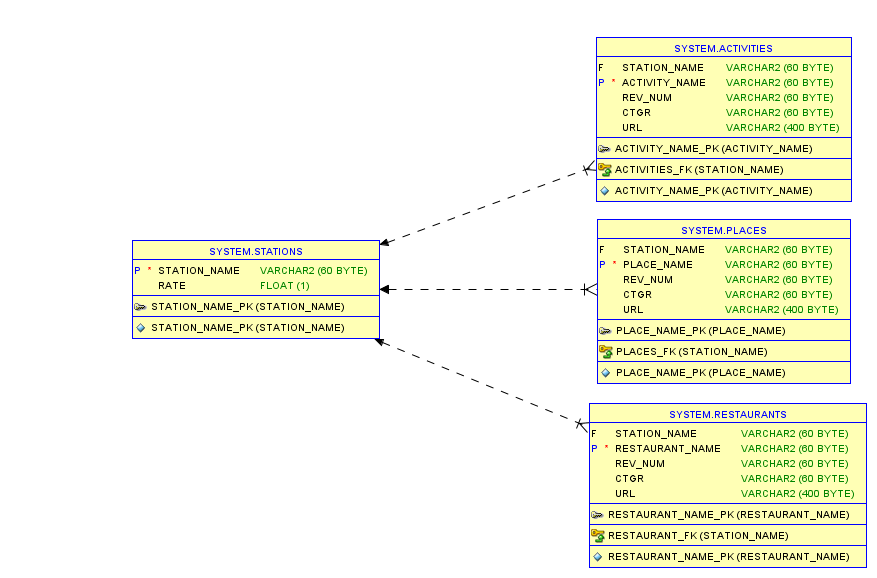 SYSTEM.ACTIVITIES
F STATION_NAME VARCHAR2 (60 BYTE)
P * ACTIVITY_NAME VARCHAR2 (60 BYTE)
REV_NUM VARCHAR2 (60 BYTE)
CTGR VARCHAR2 (60 BYTE)
URL VARCHAR2 (400 BYTE)
ACTIVITY_NAME_PK (ACTIVITY_NAME)
ACTIVITIES_FK (STATION_NAME)
ACTIVITY_NAME_PK (ACTIVITY_NAME)
SYSTEM.STATIONS
P * STATION_NAME VARCHAR2 (60 BYTE)
RATE FLOAT (1)
STATION_NAME_PK (STATION_NAME)
STATION_NAME_PK (STATION_NAME)
SYSTEM.PLACES
F STATION_NAME VARCHAR2 (60 BYTE)
P * PLACE_NAME VARCHAR2 (60 BYTE)
REV_NUM VARCHAR2 (60 BYTE)
CTGR VARCHAR2 (60 BYTE)
URL VARCHAR2 (400 BYTE)
PLACE_NAME_PK (PLACE_NAME)
PLACES_FK (STATION_NAME)
PLACE_NAME_PK (PLACE_NAME)
SYSTEM.RESTAURANTS
F STATION_NAME VARCHAR2 (60 BYTE)
P * RESTAURANT_NAME VARCHAR2 (60 BYTE)
REV_NUM VARCHAR2 (60 BYTE)
CTGR VARCHAR2 (60 BYTE)
URL VARCHAR2 (400 BYTE)
RESTAURANT_NAME_PK (RESTAURANT_NAME)
RESTAURANT_FK (STATION_NAME)
RESTAURANT_NAME_PK (RESTAURANT_NAME)